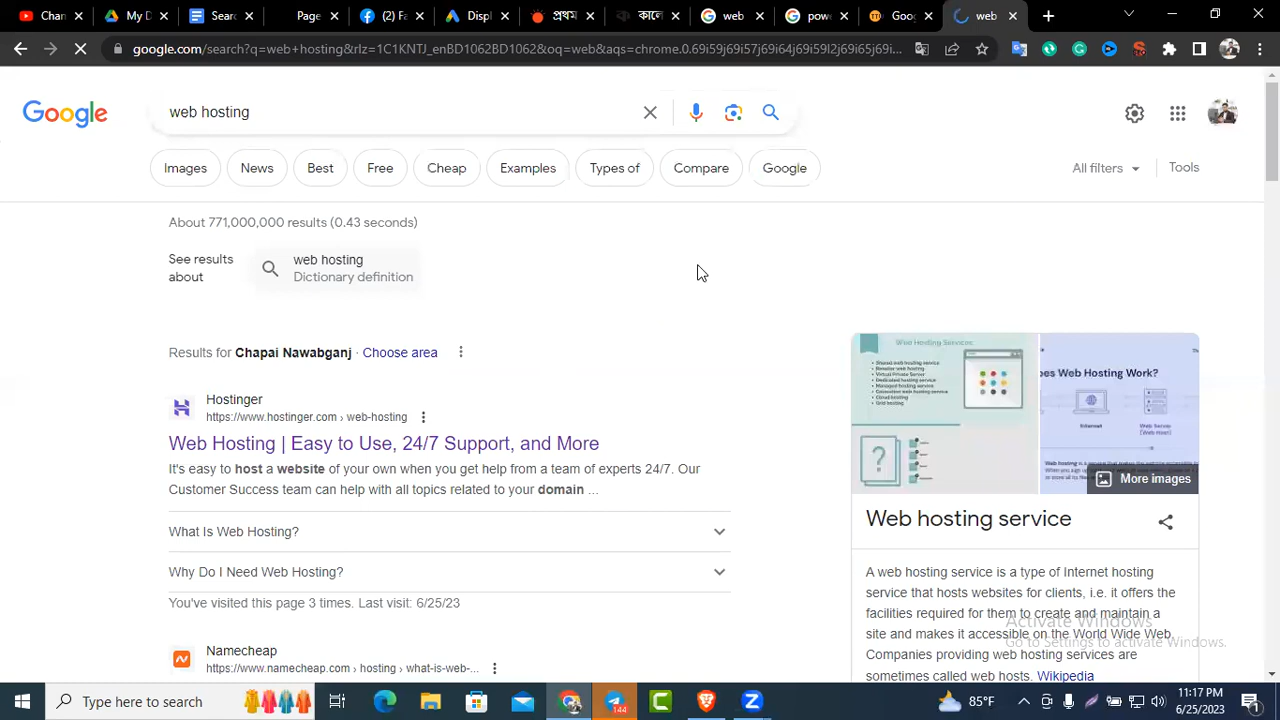 Chan
My D
Searc
Page
(2) Fa
Displ
web
pow
Goo
web
google.com/search?q=web+hosting&rlz=1C1KNTJ_enBD1062BD1062&oq=web&aqs=chrome.0.69i59j69i57j69i64j69i59l2j69i65j69i...
Google
web hosting
Images
News
Best
Free
Cheap
Examples
Types of
Compare
Google
All filters
Tools
About 771,000,000 results (0.43 seconds)
See results about
web hosting
Dictionary definition
Results for Chapai Nawabganj · Choose area
Hostinger
https://www.hostinger.com › web-hosting
Web Hosting | Easy to Use, 24/7 Support, and More
It's easy to host a website of your own when you get help from a team of experts 24/7. Our
Customer Success team can help with all topics related to your domain ...
What Is Web Hosting?
Why Do I Need Web Hosting?
You've visited this page 3 times. Last visit: 6/25/23
Namecheap
https://www.namecheap.com › hosting › what-is-web-...
es Web Hosting Work?
Internet
More images
Web hosting service
A web hosting service is a type of Internet hosting
service that hosts websites for clients, i.e. it offers the
facilities required for them to create and maintain a
site and makes it accessible on the World Wide Web.
Companies providing web hosting services are
sometimes called web hosts. Wikipedia
Activate Windows
Go to Settings to activate Windows.
Type here to search
144
85°F
11:17 PM
6/25/2023
1